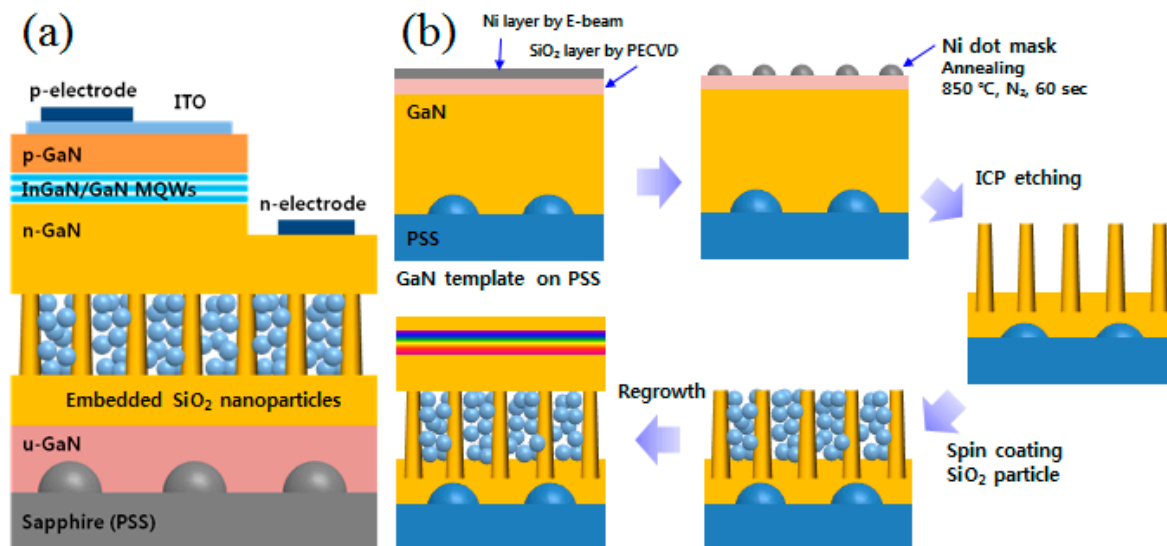 (a)
p-electrode
ITO
p-GaN
InGaN/GaN MQWs
n-electrode
n-GaN
Embedded SiO₂ nanoparticles
u-GaN
Sapphire (PSS)
(b)
Ni layer by E-beam
SiO₂ layer by PECVD
GaN
PSS
GaN template on PSS
Ni dot mask
Annealing
850 ℃, N₂, 60 sec
ICP etching
Spin coating
SiO₂ particle
Regrowth